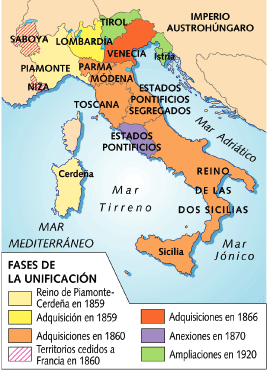 TIROL
IMPERIO
AUSTROHÚNGARO
SABOYA
LOMBARDÍA
VENECIA
Istria
PIAMONTE
PARMA
MÓDENA
NIZA
ESTADOS
PONTIFICIOS
SEGREGADOS
TOSCANA
Mar Adriático
ESTADOS
PONTIFICIOS
Cerdeña
REINO
DE LAS
DOS SICILIAS
Mar
Tirreno
MAR
MEDITERRÁNEO
Sicilia
Mar
Jónico
FASES DE
LA UNIFICACIÓN
Reino de Piamonte-
Cerdeña en 1859
Adquisición en 1859
Adquisiciones en 1860
Territorios cedidos a
Francia en 1860
Adquisiciones en 1866
Anexiones en 1870
Ampliaciones en 1920